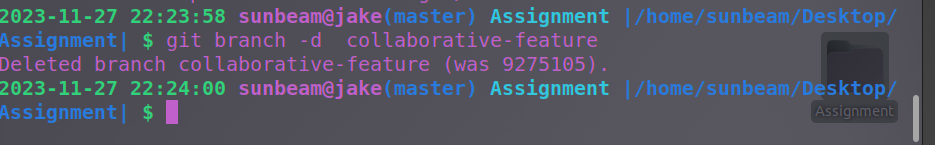 2023-11-27 22:23:58 sunbeam@jake(master) Assignment |/home/sunbeam/Desktop/
Assignment| $ git branch -d  collaborative-feature
Deleted branch collaborative-feature (was 9275105).
2023-11-27 22:24:00 sunbeam@jake(master) Assignment |/home/sunbeam/Desktop/
Assignment| $
Assignment